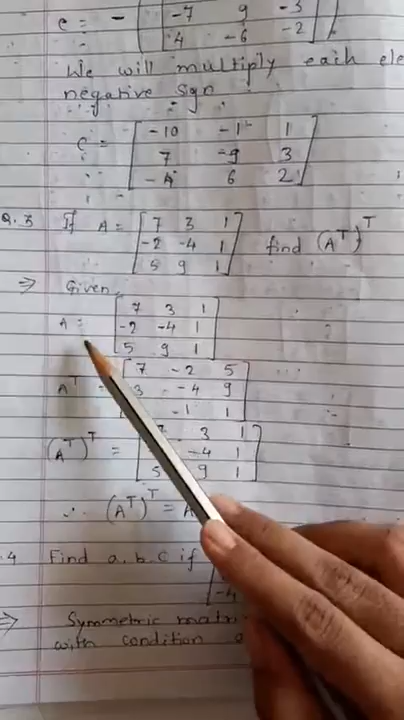 c = - [ -7 9 -3
4 -6 -2 ]
We will multiply each ele
negative sign
c = [ -10 -1 1
7 -9 3
-4 6 2 ]
Q.3 If A = [ 7 3 1
-2 -4 1
5 9 1 ] find (A^T)^T
⇒ Given,
A = [ 7 3 1
-2 -4 1
5 9 1 ]
A^T = [ 7 -2 5
3 -4 9
1 1 ]
(A^T)^T = [ 3 1
-4 1
5 9 1 ]
∴ (A^T)^T = A
.4 Find a, b, c if
-4
⇒ Symmetric matri
with condition a